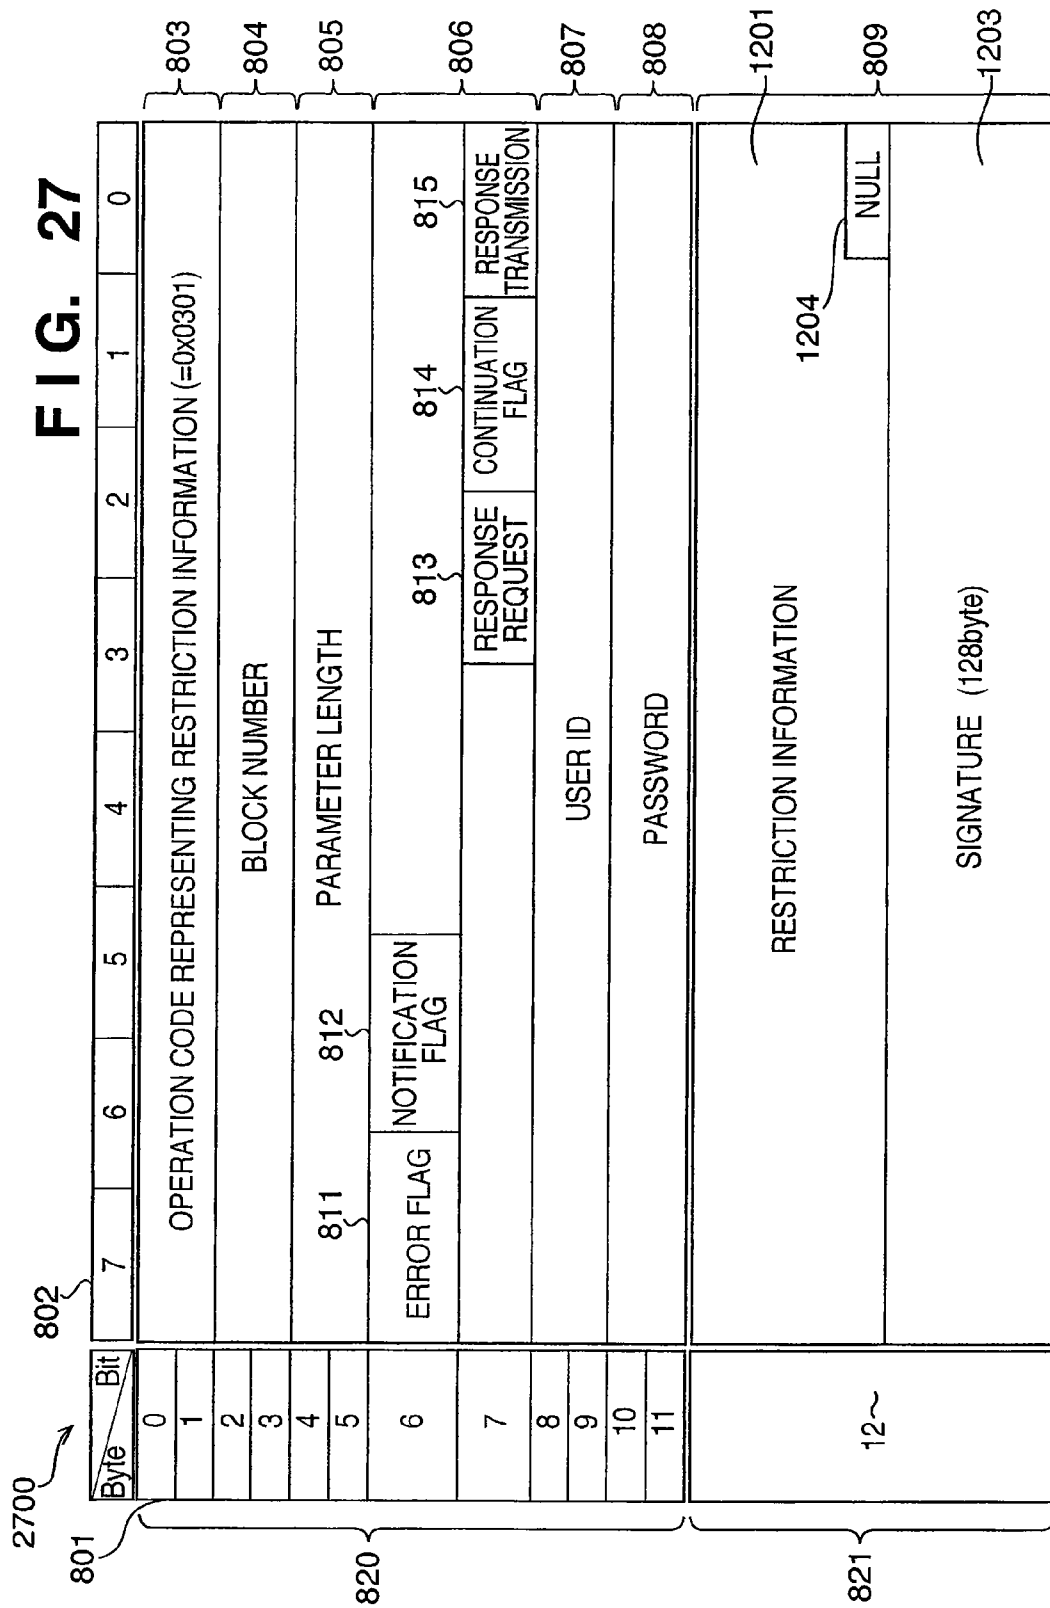 FIG. 27
2700
801
802
Byte
Bit
7
6
5
4
3
2
1
0
0
1
OPERATION CODE REPRESENTING RESTRICTION INFORMATION (=0x0301)
803
2
3
BLOCK NUMBER
804
4
5
PARAMETER LENGTH
805
811
812
6
ERROR FLAG
NOTIFICATION
FLAG
806
813
814
815
7
RESPONSE
REQUEST
CONTINUATION
FLAG
RESPONSE
TRANSMISSION
8
9
USER ID
807
10
11
PASSWORD
808
820
12~
RESTRICTION INFORMATION
1201
1204
NULL
809
SIGNATURE (128byte)
1203
821